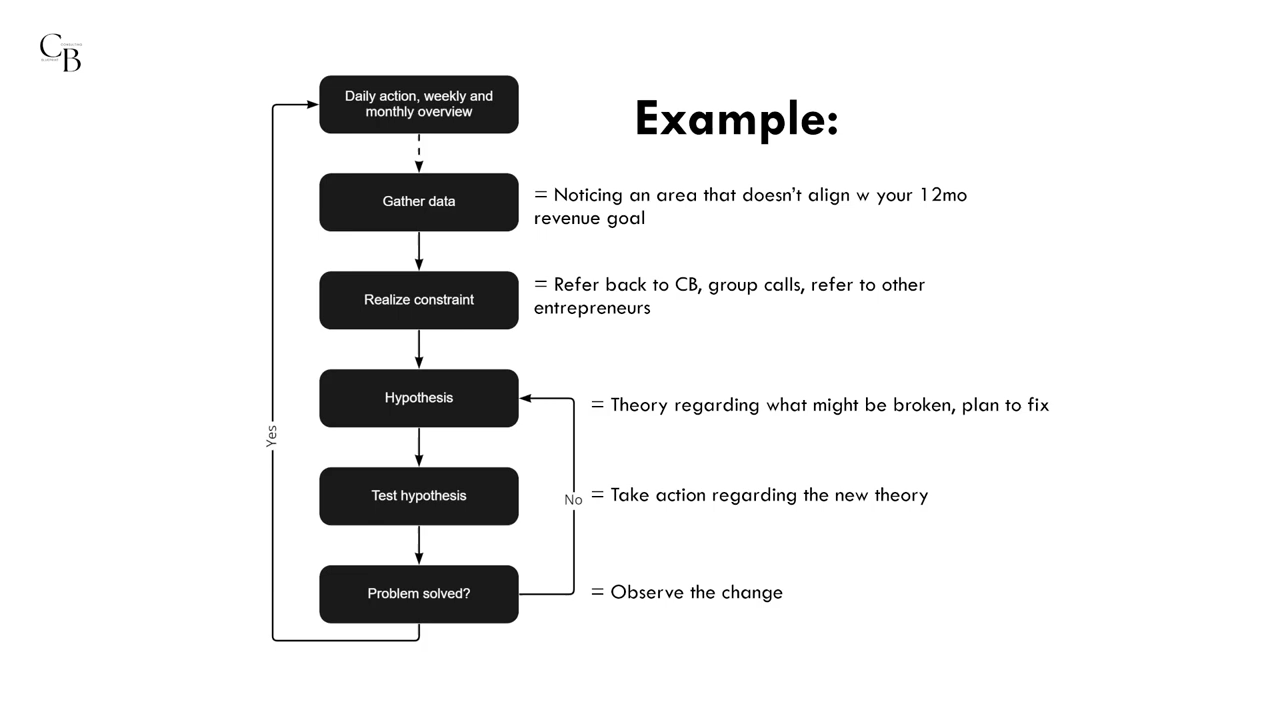 CB
CONSULTING
BLUEPRINT
Example:
Daily action, weekly and
monthly overview
Gather data
= Noticing an area that doesn't align w your 12mo
revenue goal
Realize constraint
= Refer back to CB, group calls, refer to other
entrepreneurs
Hypothesis
= Theory regarding what might be broken, plan to fix
Yes
Test hypothesis
No
= Take action regarding the new theory
Problem solved?
= Observe the change